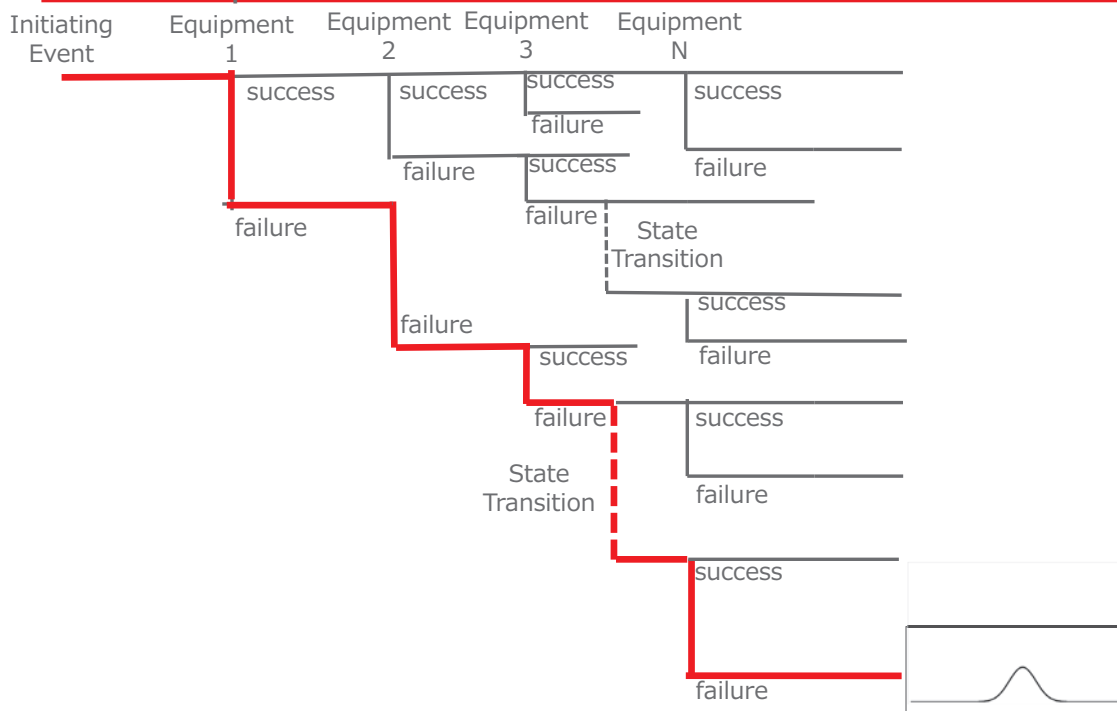 Initiating
Event
Equipment
1
Equipment
2
Equipment
3
Equipment
N
success
success
success
success
failure
failure
success
failure
failure
failure
State
Transition
success
failure
failure
success
failure
success
State
Transition
failure
success
failure